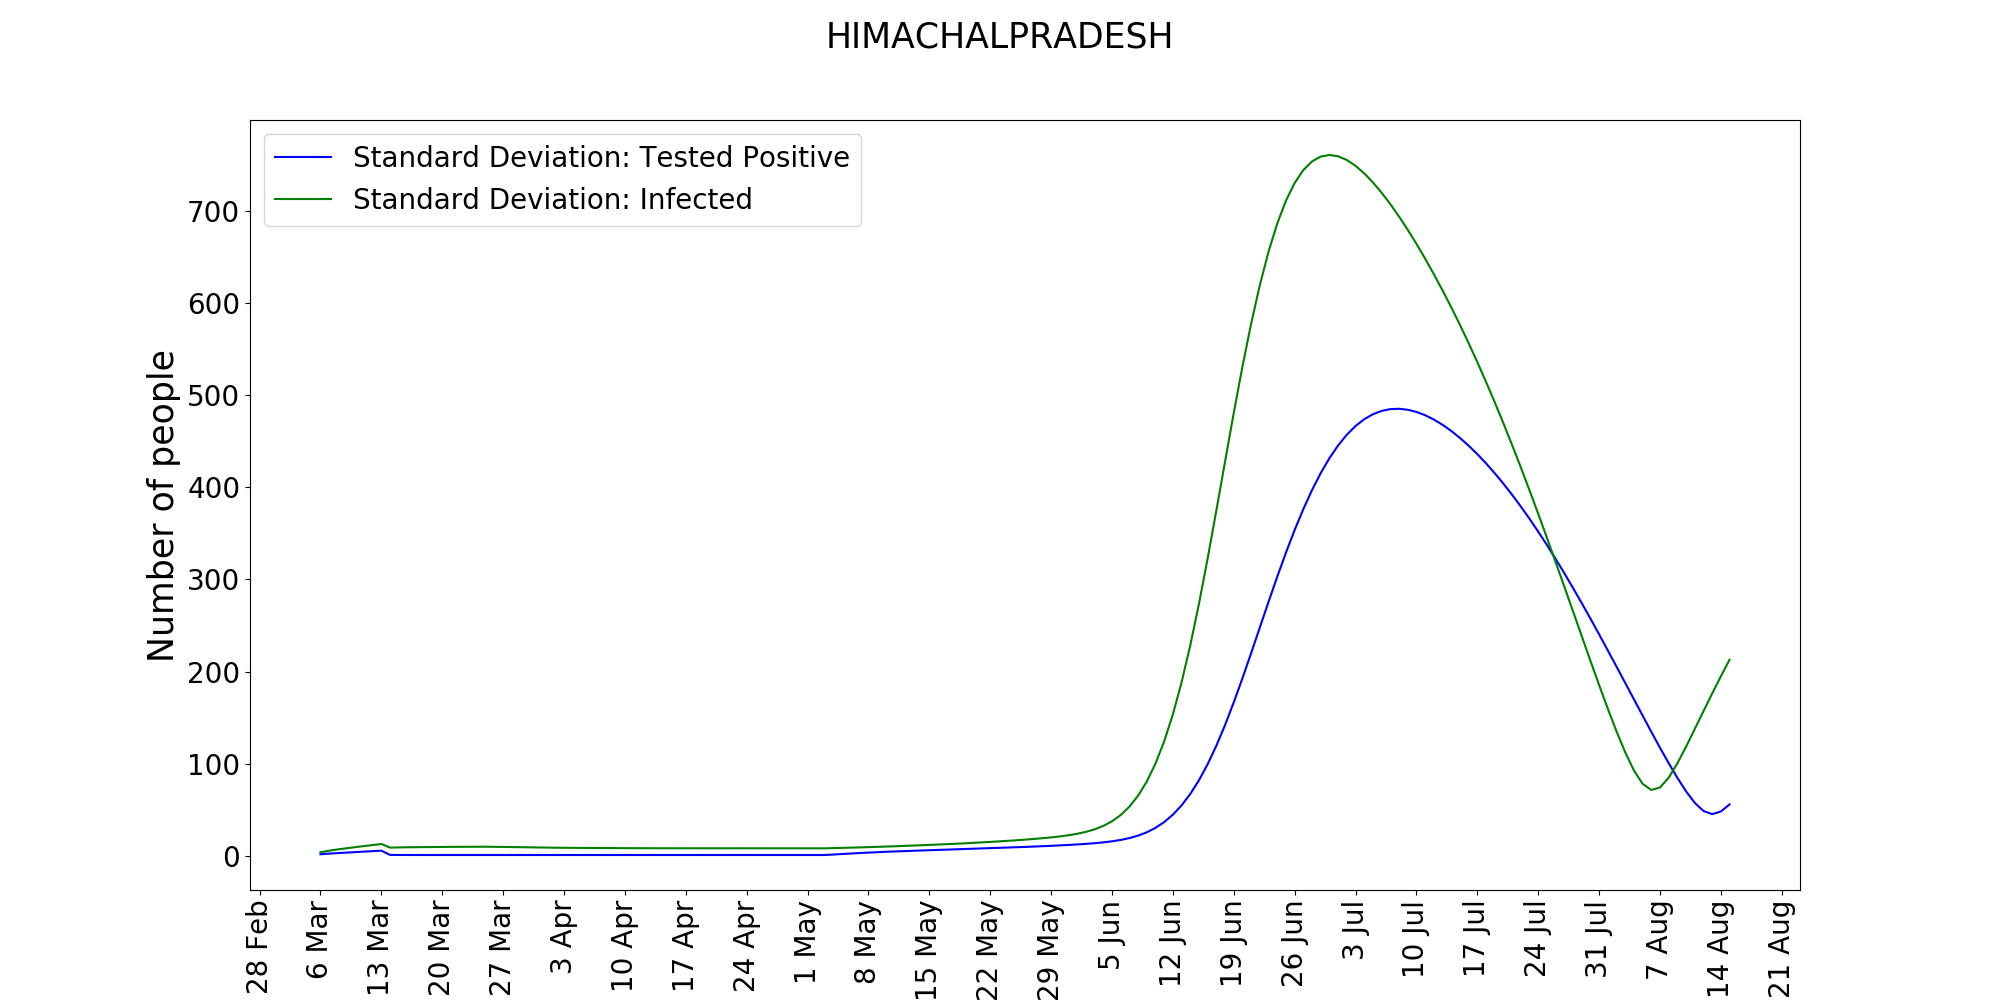 HIMACHALPRADESH
Standard Deviation: Tested Positive
Standard Deviation: Infected
Number of people
700
600
500
400
300
200
100
0
28 Feb
6 Mar
13 Mar
20 Mar
27 Mar
3 Apr
10 Apr
17 Apr
24 Apr
1 May
8 May
15 May
22 May
29 May
5 Jun
12 Jun
19 Jun
26 Jun
3 Jul
10 Jul
17 Jul
24 Jul
31 Jul
7 Aug
14 Aug
21 Aug